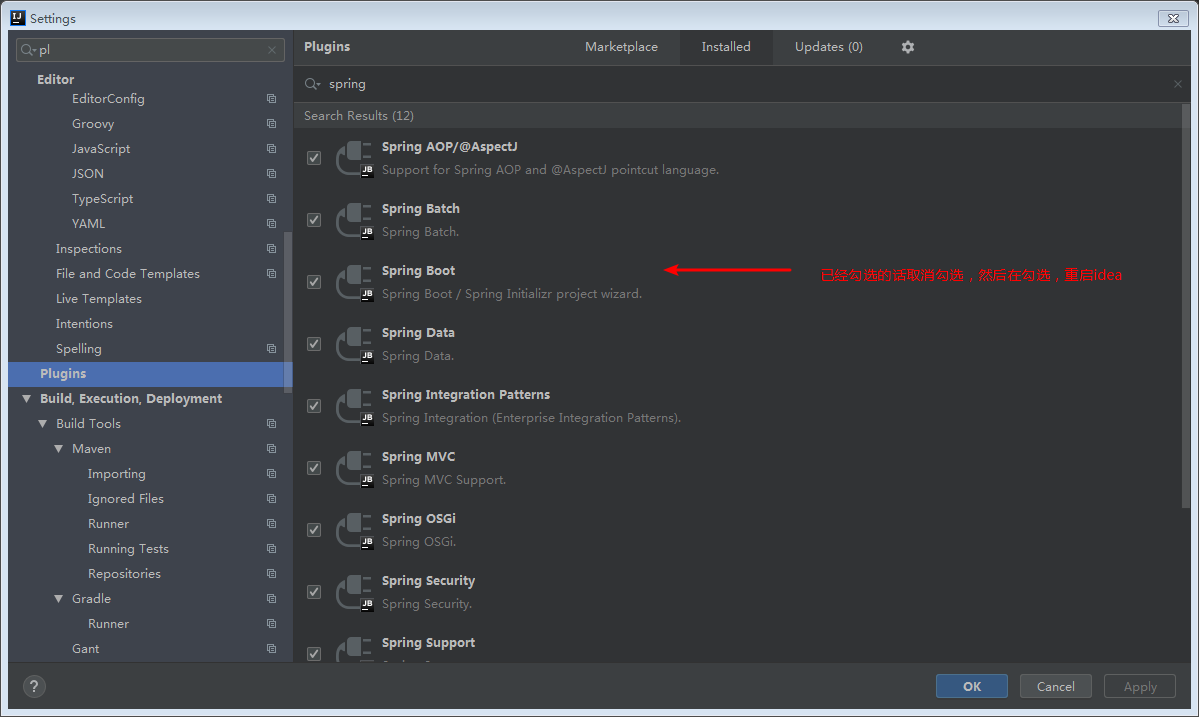 Settings
pl
Editor
EditorConfig
Groovy
JavaScript
JSON
TypeScript
YAML
Inspections
File and Code Templates
Live Templates
Intentions
Spelling
Plugins
Build, Execution, Deployment
Build Tools
Maven
Importing
Ignored Files
Runner
Running Tests
Repositories
Gradle
Runner
Gant
Plugins
Marketplace
Installed
Updates (0)
spring
Search Results (12)
Spring AOP/@AspectJ
Support for Spring AOP and @AspectJ pointcut language.
Spring Batch
Spring Batch.
Spring Boot
Spring Boot / Spring Initializr project wizard.
已经勾选的话取消勾选，然后在勾选，重启idea
Spring Data
Spring Data.
Spring Integration Patterns
Spring Integration (Enterprise Integration Patterns).
Spring MVC
Spring MVC Support.
Spring OSGi
Spring OSGi.
Spring Security
Spring Security.
Spring Support
?
OK
Cancel
Apply